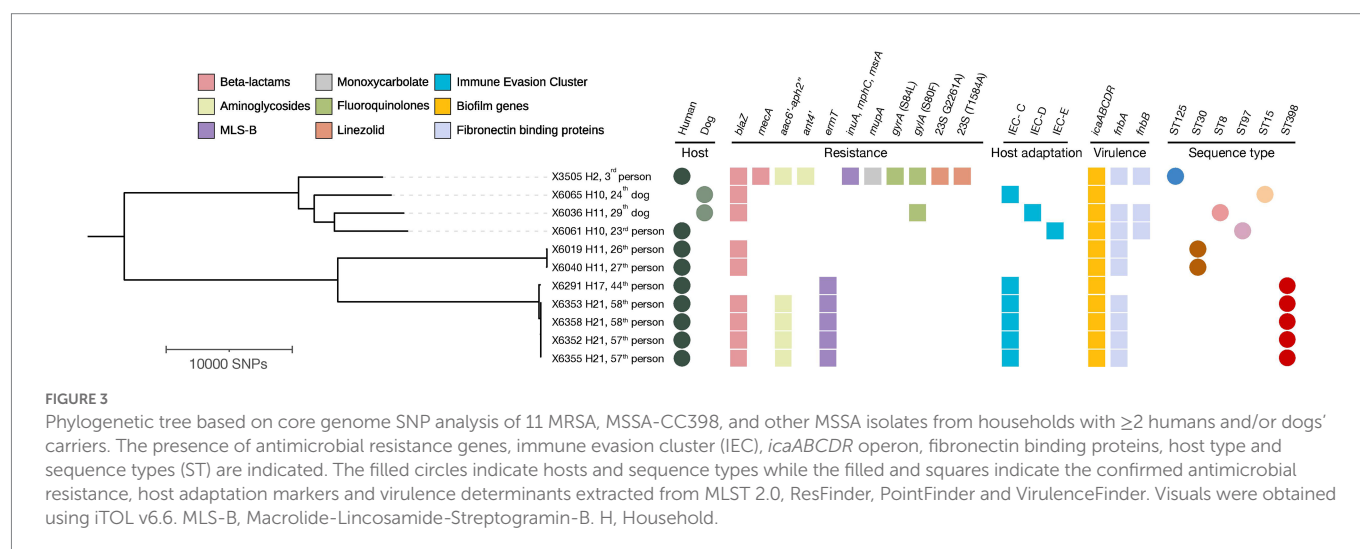 Beta-lactams Monoxycarbolate Immune Evasion Cluster
Aminoglycosides Fluoroquinolones Biofilm genes
MLS-B Linezolid Fibronectin binding proteins
Human
Dog
blaZ
mecA
aac6'-aph2"
ant4'
ermT
inuA, mphC, msrA
mupA
gyrA (S84L)
gylA (S80F)
23S G2261A)
23S (T1584A)
IEC- C
IEC-D
IEC-E
icaABCDR
fnbA
fnbB
ST125
ST30
ST8
ST97
ST15
ST398
Host Resistance Host adaptation Virulence Sequence type
X3505 H2, 3rd person
X6065 H10, 24th dog
X6036 H11, 29th dog
X6061 H10, 23rd person
X6019 H11, 26th person
X6040 H11, 27th person
X6291 H17, 44th person
X6353 H21, 58th person
X6358 H21, 58th person
X6352 H21, 57th person
X6355 H21, 57th person
10000 SNPs
FIGURE 3
Phylogenetic tree based on core genome SNP analysis of 11 MRSA, MSSA-CC398, and other MSSA isolates from households with ≥2 humans and/or dogs'
carriers. The presence of antimicrobial resistance genes, immune evasion cluster (IEC), icaABCDR operon, fibronectin binding proteins, host type and
sequence types (ST) are indicated. The filled circles indicate hosts and sequence types while the filled and squares indicate the confirmed antimicrobial
resistance, host adaptation markers and virulence determinants extracted from MLST 2.0, ResFinder, PointFinder and VirulenceFinder. Visuals were obtained
using iTOL v6.6. MLS-B, Macrolide-Lincosamide-Streptogramin-B. H, Household.